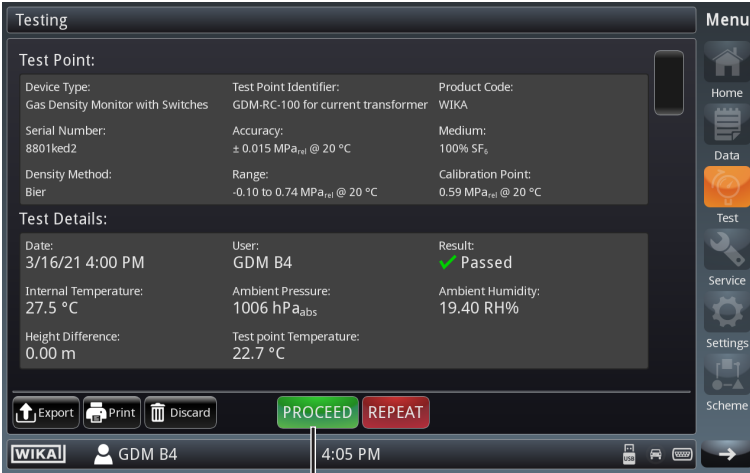 Testing
Menu
Test Point:
Device Type: Test Point Identifier: Product Code:
Gas Density Monitor with Switches GDM-RC-100 for current transformer WIKA
Serial Number: Accuracy: Medium:
8801ked2 ± 0.015 MParel @ 20 °C 100% SF6
Density Method: Range: Calibration Point:
Bier -0.10 to 0.74 MParel @ 20 °C 0.59 MParel @ 20 °C
Test Details:
Date: User: Result:
3/16/21 4:00 PM GDM B4 Passed
Internal Temperature: Ambient Pressure: Ambient Humidity:
27.5 °C 1006 hPaabs 19.40 RH%
Height Difference: Test point Temperature:
0.00 m 22.7 °C
Export Print Discard PROCEED REPEAT
WIKAI GDM B4 4:05 PM USB
Home
Data
Test
Service
Settings
Scheme